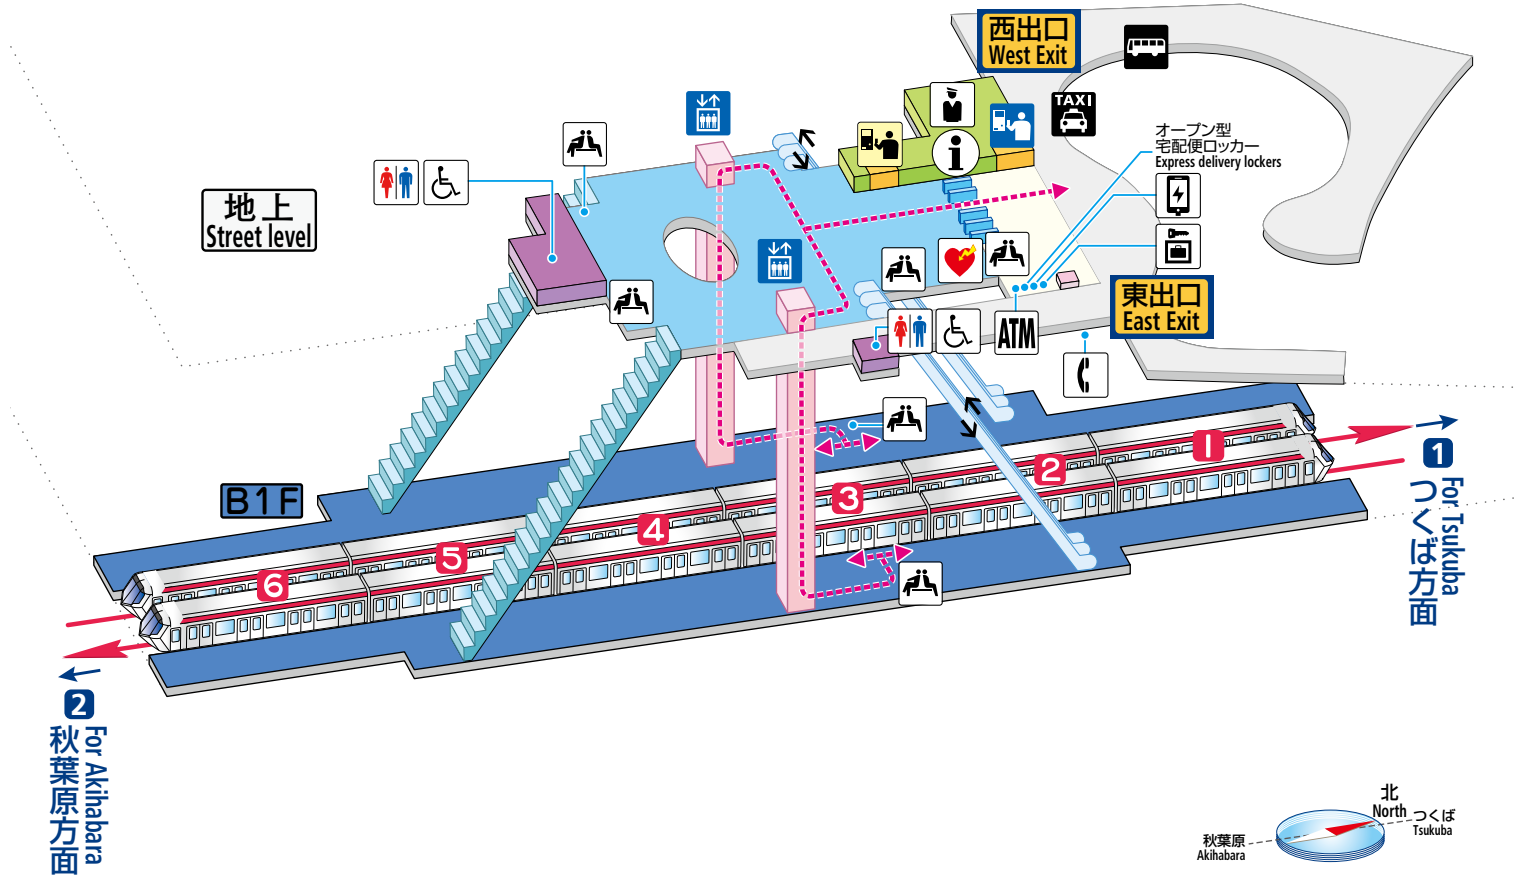 西出口
West Exit
TAXI
オープン型
宅配便ロッカー
Express delivery lockers
地上
Street level
i
東出口
East Exit
ATM
B1F
1
2
3
4
5
6
1
For Tsukuba
つくば方面
2
For Akihabara
秋葉原方面
北
North
つくば
Tsukuba
秋葉原
Akihabara